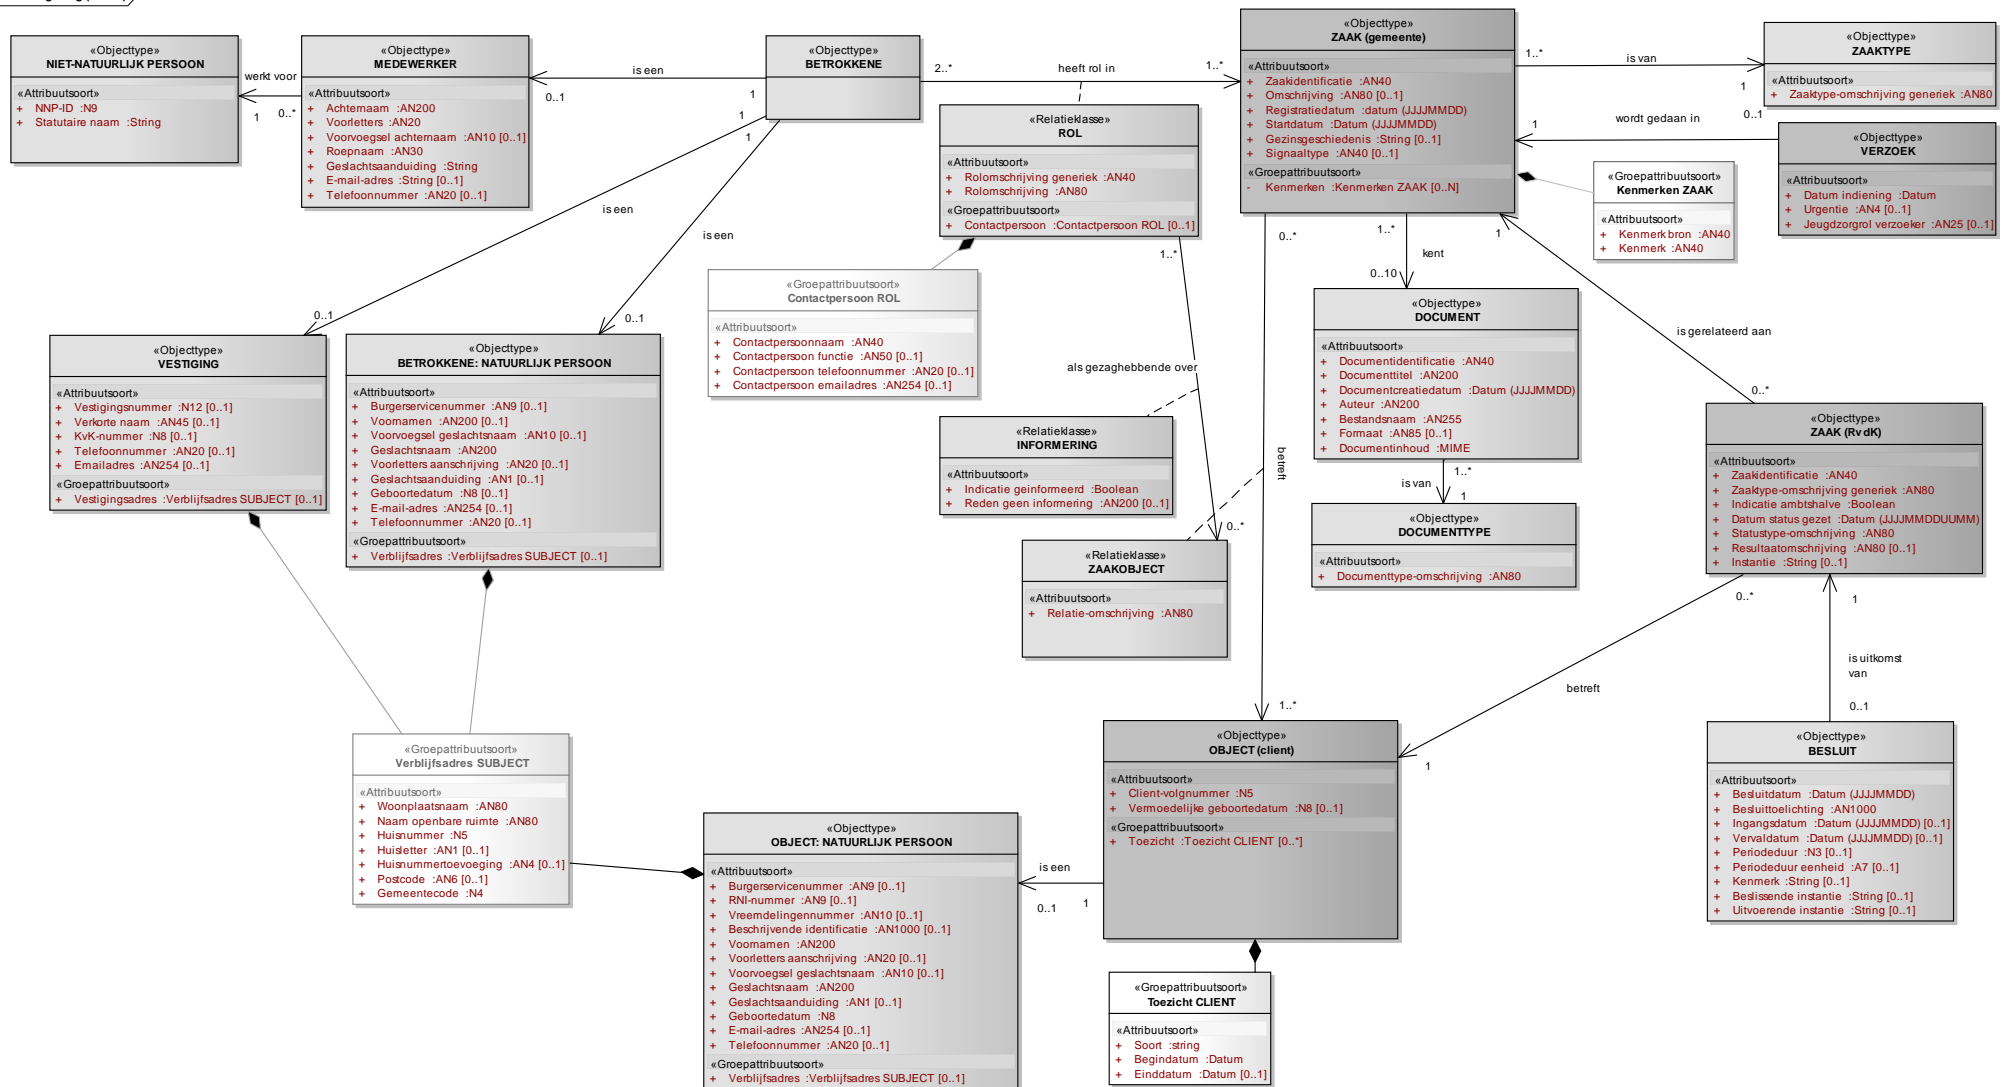 «Objecttype»
NIET-NATUURLIJK PERSOON
«Attribuutsoort»
+ NNP-ID :N9
+ Statutaire naam :String
werkt voor
1
0..*
«Objecttype»
MEDEWERKER
«Attribuutsoort»
+ Achternaam :AN200
+ Voorletters :AN20
+ Voorvoegsel achternaam :AN10 [0..1]
+ Roepnaam :AN30
+ Geslachtsaanduiding :String
+ E-mail-adres :String [0..1]
+ Telefoonnummer :AN20 [0..1]
is een
0..1
1
«Objecttype»
BETROKKENE
1
1
is een
is een
0..1
0..1
2..*
heeft rol in
1..*
«Relatieklasse»
ROL
«Attribuutsoort»
+ Rolomschrijving generiek :AN40
+ Rolomschrijving :AN80
«Groepattribuutsoort»
+ Contactpersoon :Contactpersoon ROL [0..1]
«Objecttype»
ZAAK (gemeente)
«Attribuutsoort»
+ Zaakidentificatie :AN40
+ Omschrijving :AN80 [0..1]
+ Registratiedatum :datum (JJJJMMDD)
+ Startdatum :Datum (JJJJMMDD)
+ Gezinsgeschiedenis :String [0..1]
+ Signaaltype :AN40 [0..1]
«Groepattribuutsoort»
- Kenmerken :Kenmerken ZAAK [0..N]
1..*
is van
1
«Objecttype»
ZAAKTYPE
«Attribuutsoort»
+ Zaaktype-omschrijving generiek :AN80
0..1
wordt gedaan in
1
«Objecttype»
VERZOEK
«Attribuutsoort»
+ Datum indiening :Datum
+ Urgentie :AN4 [0..1]
+ Jeugdzorgrol verzoeker :AN25 [0..1]
«Groepattribuutsoort»
Kenmerken ZAAK
«Attribuutsoort»
+ Kenmerk bron :AN40
+ Kenmerk :AN40
«Groepattribuutsoort»
Contactpersoon ROL
«Attribuutsoort»
+ Contactpersoonnaam :AN40
+ Contactpersoon functie :AN50 [0..1]
+ Contactpersoon telefoonnummer :AN20 [0..1]
+ Contactpersoon emailadres :AN254 [0..1]
1..*
als gezaghebbende over
0..*
0..*
betreft
1..*
1..*
kent
0..10
1
is gerelateerd aan
0..*
«Objecttype»
DOCUMENT
«Attribuutsoort»
+ Documentidentificatie :AN40
+ Documenttitel :AN200
+ Documentcreatiedatum :Datum (JJJJMMDD)
+ Auteur :AN200
+ Bestandsnaam :AN255
+ Formaat :AN85 [0..1]
+ Documentinhoud :MIME
1..*
is van
1
«Objecttype»
DOCUMENTTYPE
«Attribuutsoort»
+ Documenttype-omschrijving :AN80
«Objecttype»
VESTIGING
«Attribuutsoort»
+ Vestigingsnummer :N12 [0..1]
+ Verkorte naam :AN45 [0..1]
+ KvK-nummer :N8 [0..1]
+ Telefoonnummer :AN20 [0..1]
+ Emailadres :AN254 [0..1]
«Groepattribuutsoort»
+ Vestigingsadres :Verblijfsadres SUBJECT [0..1]
«Objecttype»
BETROKKENE: NATUURLIJK PERSOON
«Attribuutsoort»
+ Burgerservicenummer :AN9 [0..1]
+ Voornamen :AN200 [0..1]
+ Voorvoegsel geslachtsnaam :AN10 [0..1]
+ Geslachtsnaam :AN200
+ Voorletters aanschrijving :AN20 [0..1]
+ Geslachtsaanduiding :AN1 [0..1]
+ Geboortedatum :N8 [0..1]
+ E-mail-adres :AN254 [0..1]
+ Telefoonnummer :AN20 [0..1]
«Groepattribuutsoort»
+ Verblijfsadres :Verblijfsadres SUBJECT [0..1]
«Relatieklasse»
INFORMERING
«Attribuutsoort»
+ Indicatie geinformeerd :Boolean
+ Reden geen informering :AN200 [0..1]
«Relatieklasse»
ZAAKOBJECT
«Attribuutsoort»
+ Relatie-omschrijving :AN80
«Objecttype»
ZAAK (RvdK)
«Attribuutsoort»
+ Zaakidentificatie :AN40
+ Zaaktype-omschrijving generiek :AN80
+ Indicatie ambtshalve :Boolean
+ Datum status gezet :Datum (JJJJMMDDUUMM)
+ Statustype-omschrijving :AN80
+ Resultaatomschrijving :AN80 [0..1]
+ Instantie :String [0..1]
0..*
betreft
1
1
is uitkomst
van
0..1
«Objecttype»
BESLUIT
«Attribuutsoort»
+ Besluitdatum :Datum (JJJJMMDD)
+ Besluittoelichting :AN1000
+ Ingangsdatum :Datum (JJJJMMDD) [0..1]
+ Vervaldatum :Datum (JJJJMMDD) [0..1]
+ Periodeduur :N3 [0..1]
+ Periodeduur eenheid :A7 [0..1]
+ Kenmerk :String [0..1]
+ Beslissende instantie :String [0..1]
+ Uitvoerende instantie :String [0..1]
«Groepattribuutsoort»
Verblijfsadres SUBJECT
«Attribuutsoort»
+ Woonplaatsnaam :AN80
+ Naam openbare ruimte :AN80
+ Huisnummer :N5
+ Huisletter :AN1 [0..1]
+ Huisnummertoevoeging :AN4 [0..1]
+ Postcode :AN6 [0..1]
+ Gemeentecode :N4
«Objecttype»
OBJECT: NATUURLIJK PERSOON
«Attribuutsoort»
+ Burgerservicenummer :AN9 [0..1]
+ RNI-nummer :AN9 [0..1]
+ Vreemdelingennummer :AN10 [0..1]
+ Beschrijvende identificatie :AN1000 [0..1]
+ Voornamen :AN200
+ Voorletters aanschrijving :AN20 [0..1]
+ Voorvoegsel geslachtsnaam :AN10 [0..1]
+ Geslachtsnaam :AN200
+ Geslachtsaanduiding :AN1 [0..1]
+ Geboortedatum :N8
+ E-mail-adres :AN254 [0..1]
+ Telefoonnummer :AN20 [0..1]
«Groepattribuutsoort»
+ Verblijfsadres :Verblijfsadres SUBJECT [0..1]
is een
0..1
1
«Objecttype»
OBJECT (client)
«Attribuutsoort»
+ Client-volgnummer :N5
+ Vermoedelijke geboortedatum :N8 [0..1]
«Groepattribuutsoort»
+ Toezicht :Toezicht CLIENT [0..*]
«Groepattribuutsoort»
Toezicht CLIENT
«Attribuutsoort»
+ Soort :string
+ Begindatum :Datum
+ Einddatum :Datum [0..1]